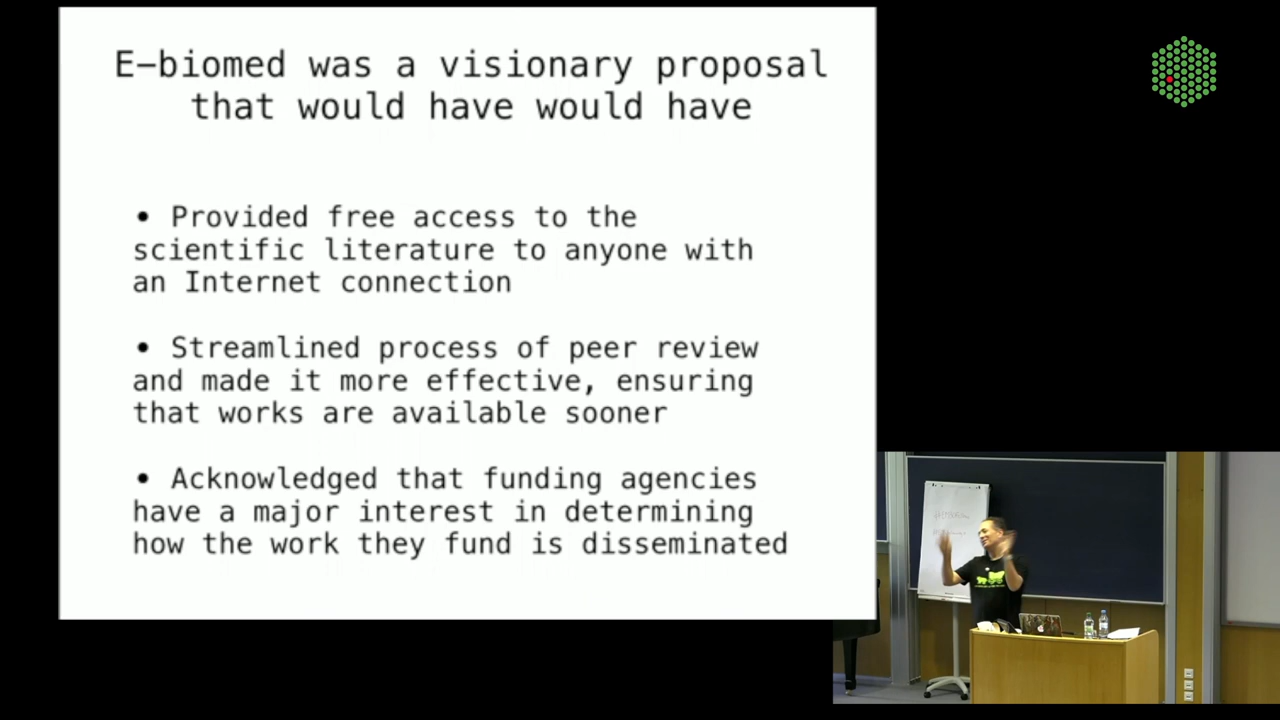 E-biomed was a visionary proposal
that would have would have
• Provided free access to the
scientific literature to anyone with
an Internet connection
• Streamlined process of peer review
and made it more effective, ensuring
that works are available sooner
• Acknowledged that funding agencies
have a major interest in determining
how the work they fund is disseminated